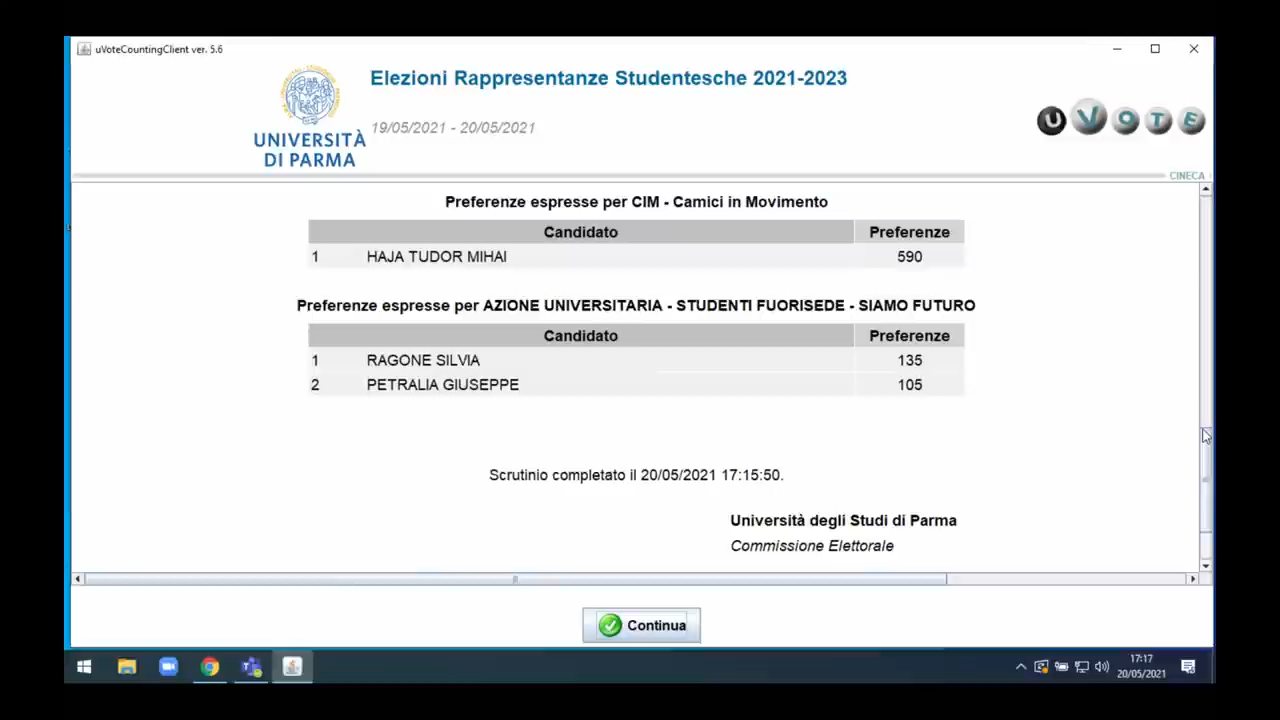 uVoteCountingClient ver. 5.6
Elezioni Rappresentanze Studentesche 2021-2023
19/05/2021 - 20/05/2021
UNIVERSITÀ
DI PARMA
U VOTE
CINECA
Preferenze espresse per CIM - Camici in Movimento
Candidato Preferenze
1 HAJA TUDOR MIHAI 590
Preferenze espresse per AZIONE UNIVERSITARIA - STUDENTI FUORISEDE - SIAMO FUTURO
Candidato Preferenze
1 RAGONE SILVIA 135
2 PETRALIA GIUSEPPE 105
Scrutinio completato il 20/05/2021 17:15:50.
Università degli Studi di Parma
Commissione Elettorale
Continua
17:17
20/05/2021